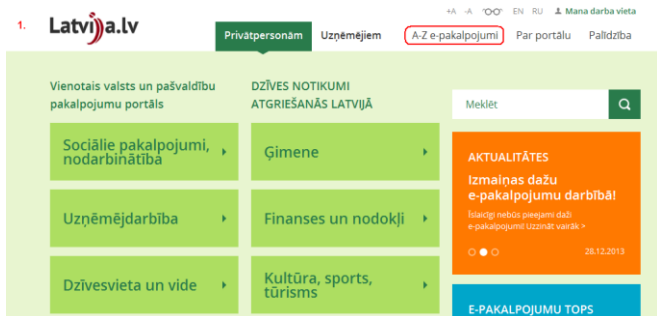 1.
+A -A EN RU Mana darba vieta
Latvija.lv
Privātpersonām Uzņēmējiem A-Z e-pakalpojumi Par portālu Palīdzība
Vienotais valsts un pašvaldību
pakalpojumu portāls
DZĪVES NOTIKUMI
ATGRIEŠANĀS LATVIJĀ
Meklēt
Sociālie pakalpojumi,
nodarbinātība
Ģimene
AKTUALITĀTES
Izmaiņas dažu
e-pakalpojumu darbībā!
Īslaicīgi nebūs pieejami daži
e-pakalpojumi! Uzzināt vairāk >
28.12.2013
Uzņēmējdarbība
Finanses un nodokļi
Dzīvesvieta un vide
Kultūra, sports,
tūrisms
E-PAKALPOJUMU TOPS